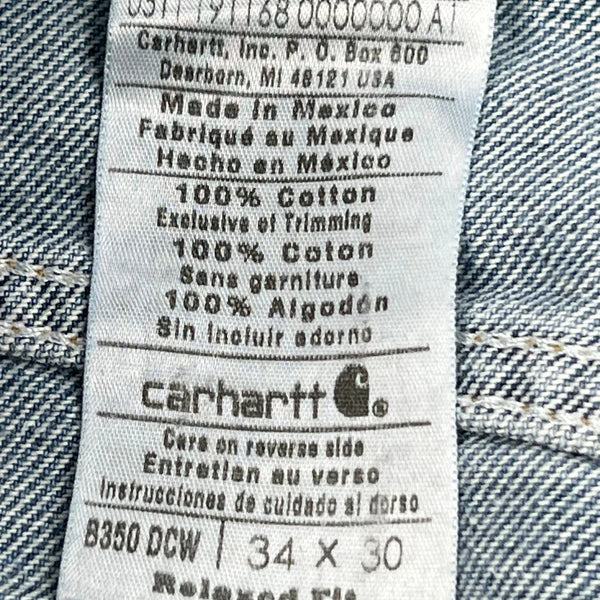 Carhartt, Inc. P. O. Box 600
Dearborn, MI 48121 USA
Made in Mexico
Fabriqué au Mexique
Hecho en México
100% Cotton
Exclusive of Trimming
100% Coton
Sans garniture
100% Algodón
Sin incluir adorno
carhartt ®
Care on reverse side
Entretien au verso
Instrucciones de cuidado al dorso
B350 DCW 34 X 30
Relaxed Fit